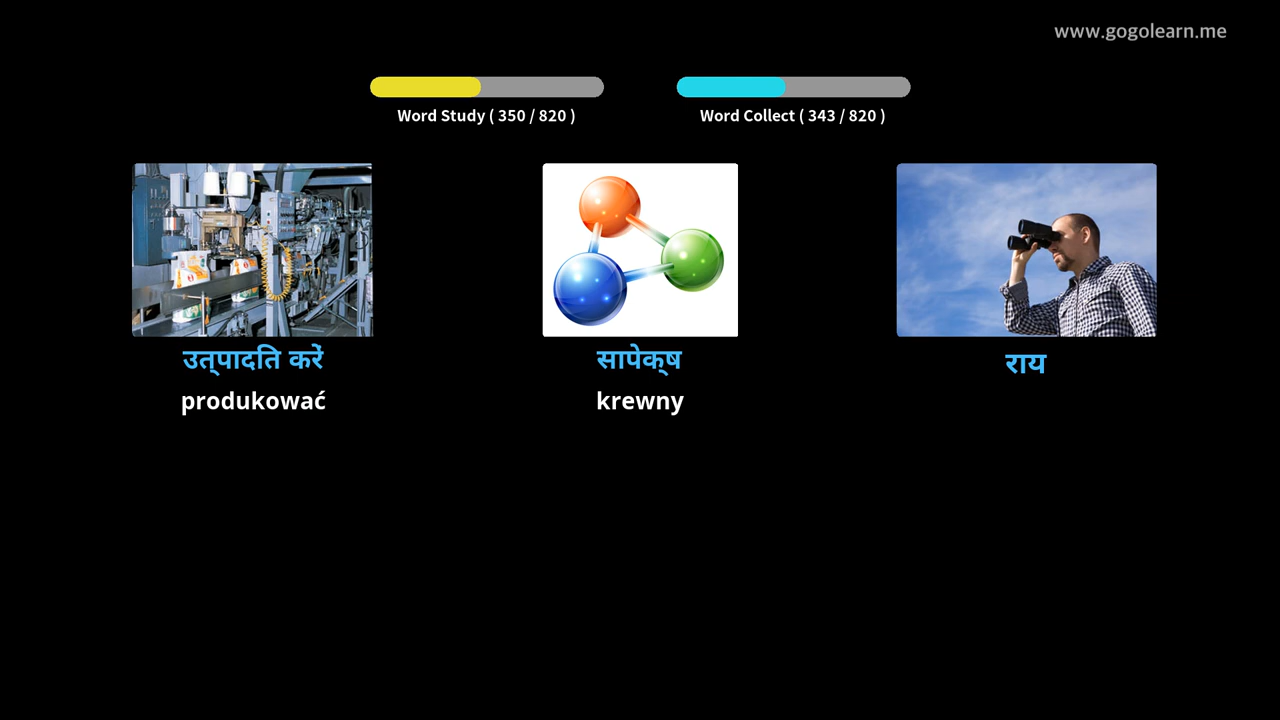 www.gogolearn.me
Word Study ( 350 / 820 )
Word Collect ( 343 / 820 )
उत्पादति करें
produkować
सापेक्ष
krewny
राय